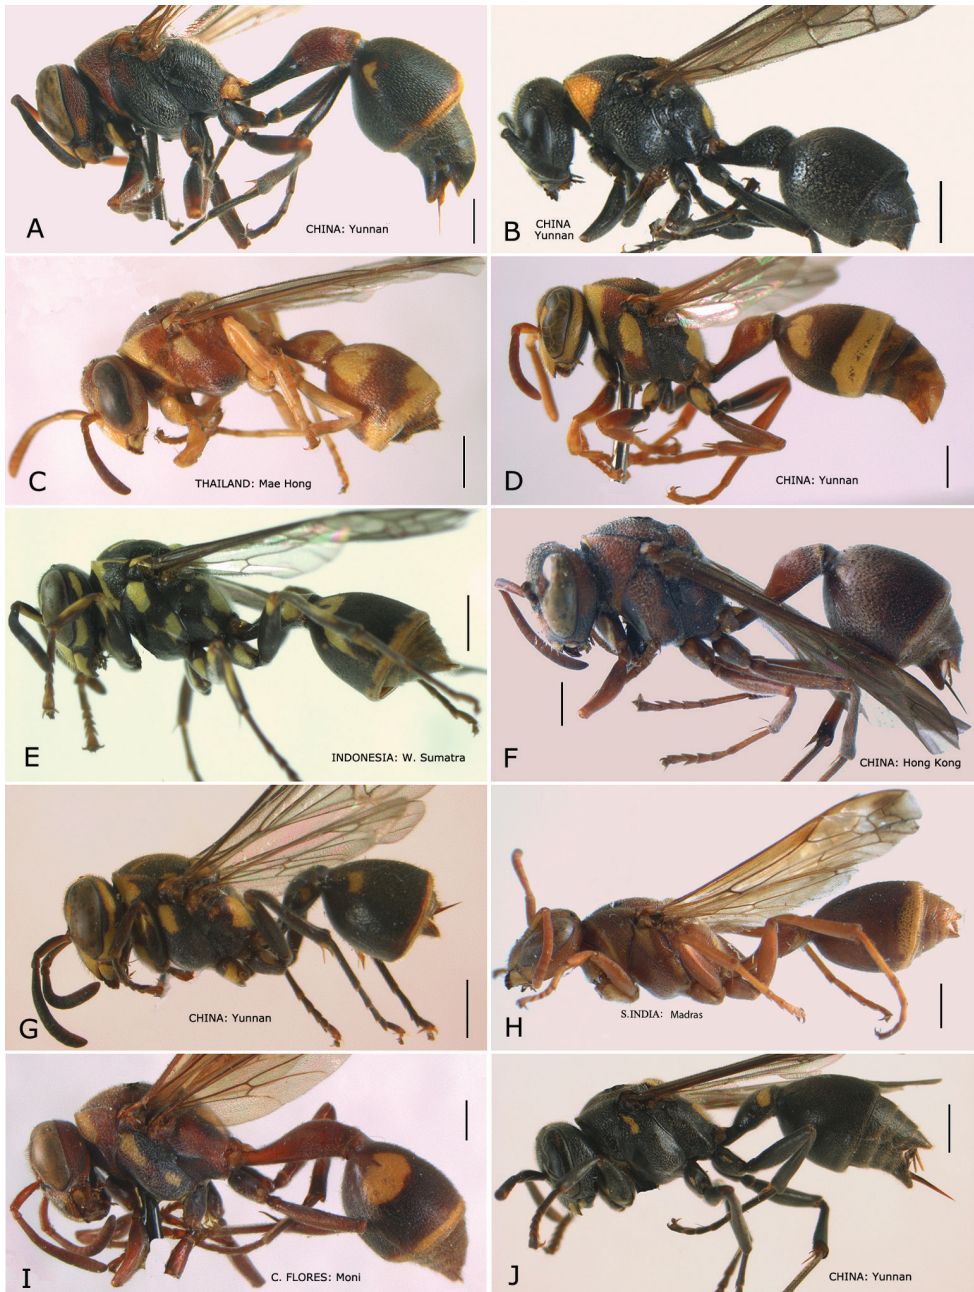 A
CHINA: Yunnan
B
CHINA
Yunnan
C
THAILAND: Mae Hong
D
CHINA: Yunnan
E
INDONESIA: W. Sumatra
F
CHINA: Hong Kong
G
CHINA: Yunnan
H
S.INDIA: Madras
I
C. FLORES: Moni
J
CHINA: Yunnan